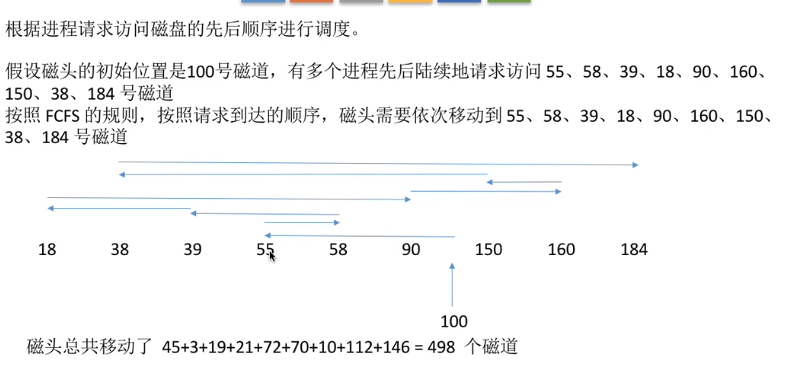 根据进程请求访问磁盘的先后顺序进行调度。
假设磁头的初始位置是100号磁道，有多个进程先后陆续地请求访问 55、58、39、18、90、160、
150、38、184 号磁道
按照 FCFS 的规则，按照请求到达的顺序，磁头需要依次移动到 55、58、39、18、90、160、150、
38、184 号磁道
18 38 39 55 58 90 150 160 184
100
磁头总共移动了 45+3+19+21+72+70+10+112+146 = 498 个磁道